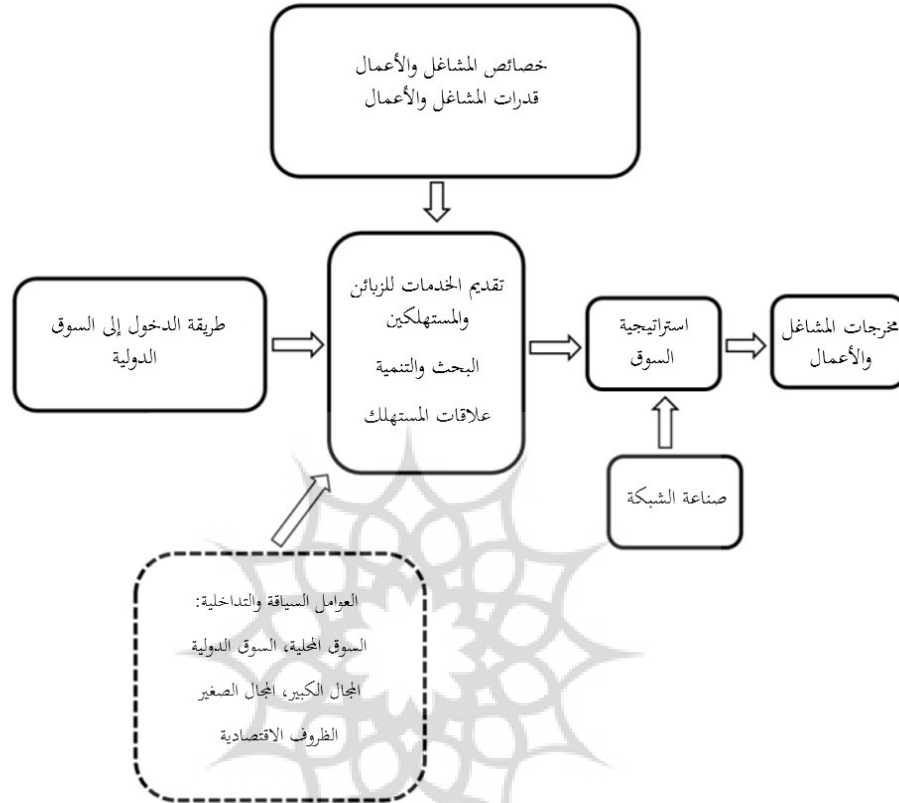 خصائص المشاغل والأعمال
قدرات المشاغل والأعمال
طريقة الدخول إلى السوق
الدولية
تقديم الخدمات للزبائن
والمستهلكين
البحث والتنمية
علاقات المستهلك
استراتيجية
السوق
مخرجات المشاغل
والأعمال
صناعة الشبكة
العوامل السياقة والتداخلية:
السوق المحلية، السوق الدولية
المجال الكبير، المجال الصغير
الظروف الاقتصادية